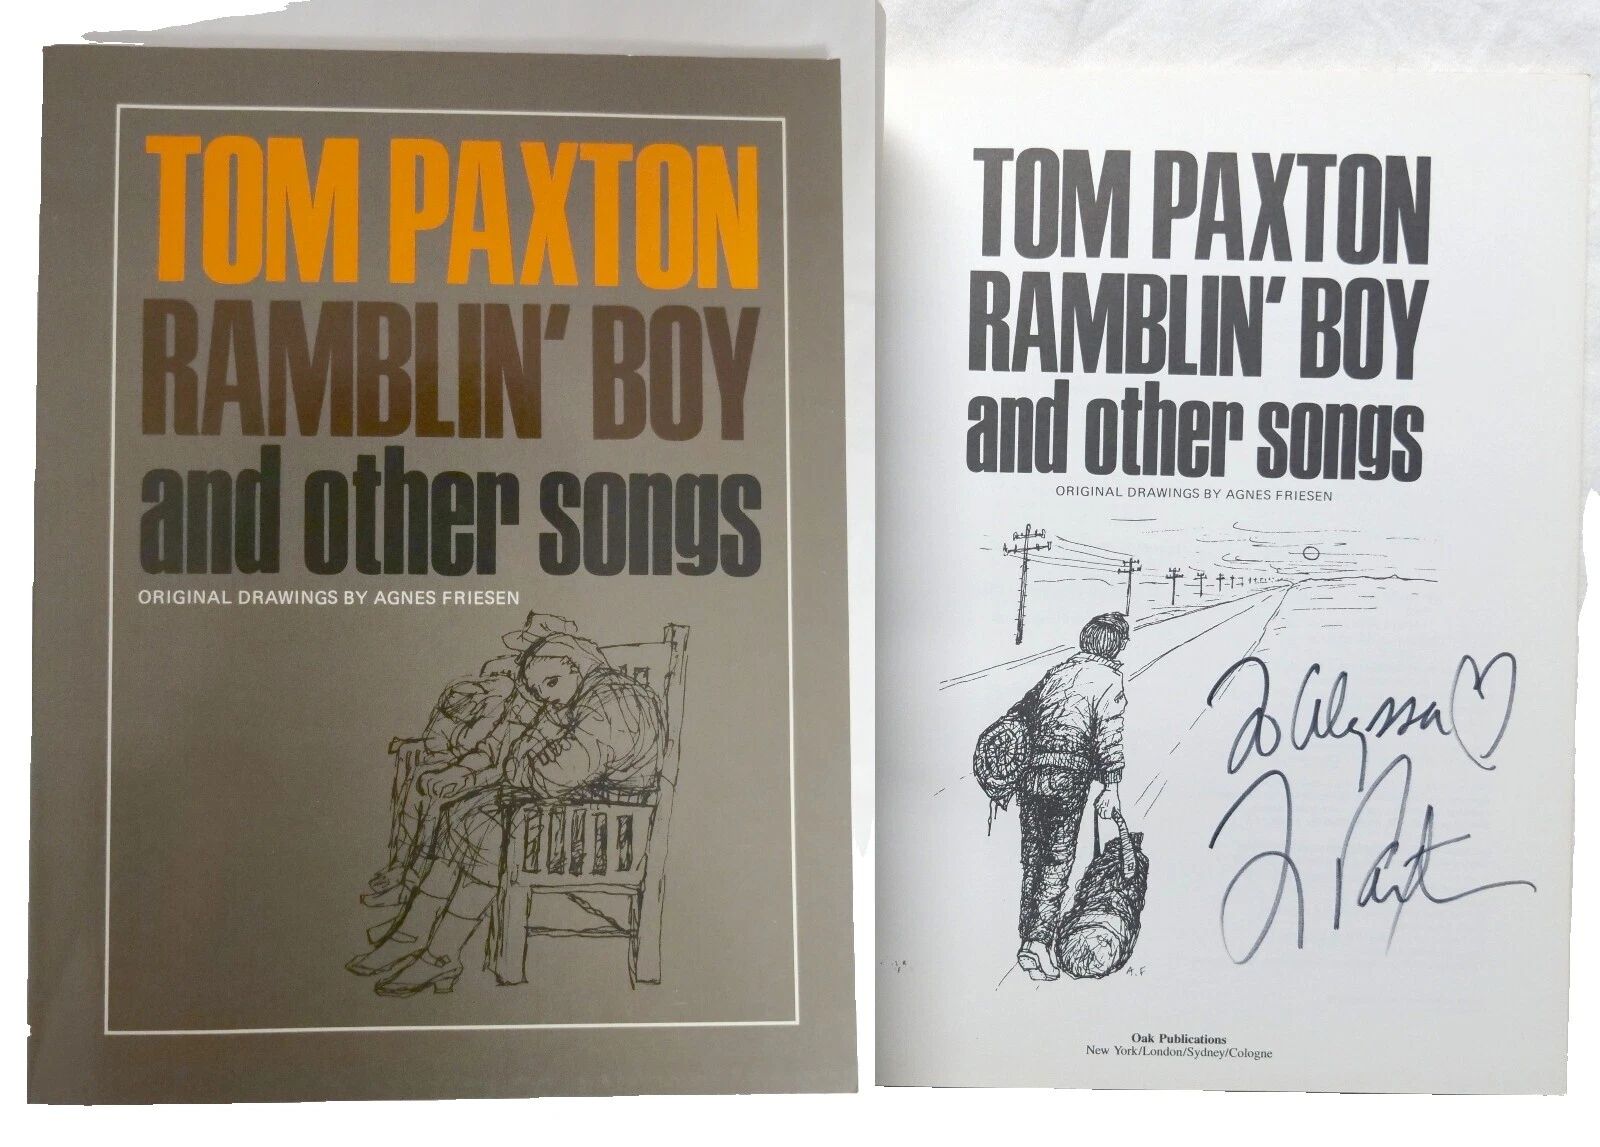 TOM PAXTON
RAMBLIN' BOY
and other songs
ORIGINAL DRAWINGS BY AGNES FRIESEN
TOM PAXTON
RAMBLIN' BOY
and other songs
ORIGINAL DRAWINGS BY AGNES FRIESEN
To Alyssa
T Paxton
A.F
Oak Publications
New York/London/Sydney/Cologne